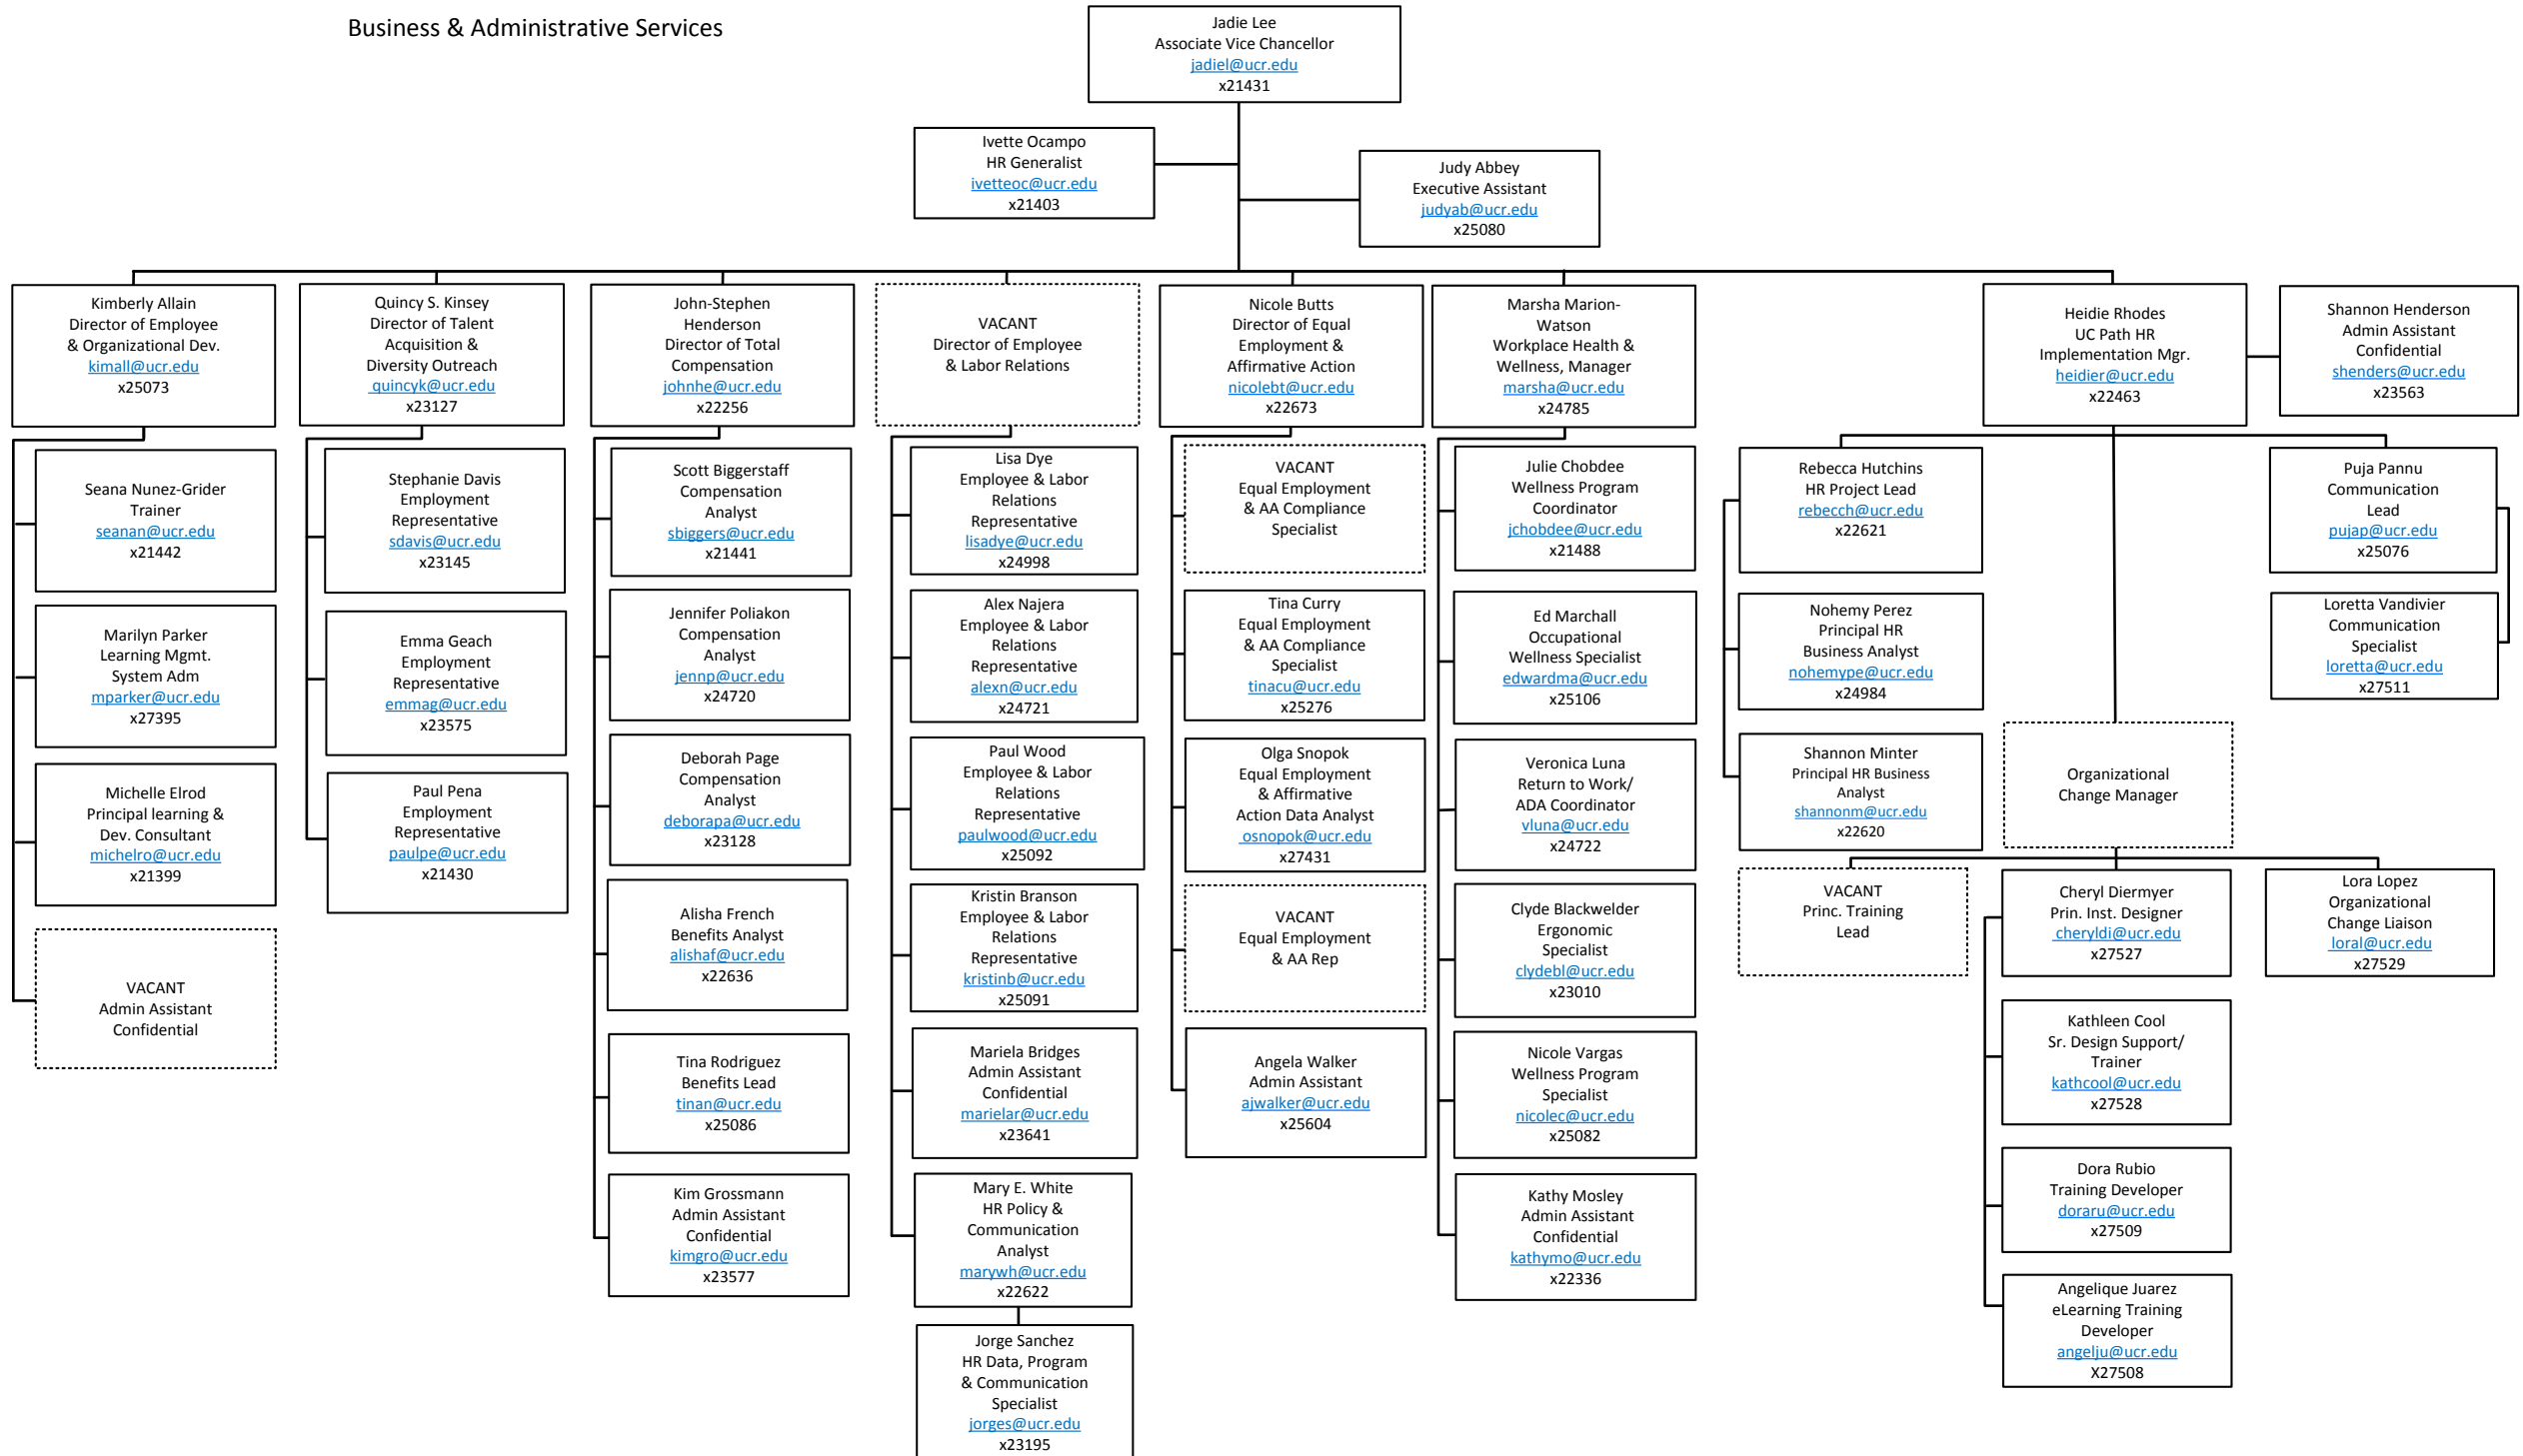 Business & Administrative Services
Jadie Lee
Associate Vice Chancellor
jadiel@ucr.edu
x21431
Ivette Ocampo
HR Generalist
ivetteoc@ucr.edu
x21403
Judy Abbey
Executive Assistant
judyab@ucr.edu
x25080
Kimberly Allain
Director of Employee
& Organizational Dev.
kimall@ucr.edu
x25073
Quincy S. Kinsey
Director of Talent
Acquisition &
Diversity Outreach
quincyk@ucr.edu
x23127
John-Stephen
Henderson
Director of Total
Compensation
johnhe@ucr.edu
x22256
VACANT
Director of Employee
& Labor Relations
Nicole Butts
Director of Equal
Employment &
Affirmative Action
nicolebt@ucr.edu
x22673
Marsha Marion-
Watson
Workplace Health &
Wellness, Manager
marsha@ucr.edu
x24785
Heidie Rhodes
UC Path HR
Implementation Mgr.
heidier@ucr.edu
x22463
Shannon Henderson
Admin Assistant
Confidential
shenders@ucr.edu
x23563
Seana Nunez-Grider
Trainer
seanan@ucr.edu
x21442
Marilyn Parker
Learning Mgmt.
System Adm
mparker@ucr.edu
x27395
Michelle Elrod
Principal learning &
Dev. Consultant
michelro@ucr.edu
x21399
VACANT
Admin Assistant
Confidential
Stephanie Davis
Employment
Representative
sdavis@ucr.edu
x23145
Emma Geach
Employment
Representative
emmag@ucr.edu
x23575
Paul Pena
Employment
Representative
paulpe@ucr.edu
x21430
Scott Biggerstaff
Compensation
Analyst
sbiggers@ucr.edu
x21441
Jennifer Poliakon
Compensation
Analyst
jennp@ucr.edu
x24720
Deborah Page
Compensation
Analyst
deborapa@ucr.edu
x23128
Alisha French
Benefits Analyst
alishaf@ucr.edu
x22636
Tina Rodriguez
Benefits Lead
tinan@ucr.edu
x25086
Kim Grossmann
Admin Assistant
Confidential
kimgro@ucr.edu
x23577
Lisa Dye
Employee & Labor
Relations
Representative
lisadye@ucr.edu
x24998
Alex Najera
Employee & Labor
Relations
Representative
alexn@ucr.edu
x24721
Paul Wood
Employee & Labor
Relations
Representative
paulwood@ucr.edu
x25092
Kristin Branson
Employee & Labor
Relations
Representative
kristinb@ucr.edu
x25091
Mariela Bridges
Admin Assistant
Confidential
marielar@ucr.edu
x23641
Mary E. White
HR Policy &
Communication
Analyst
marywh@ucr.edu
x22622
Jorge Sanchez
HR Data, Program
& Communication
Specialist
jorges@ucr.edu
x23195
VACANT
Equal Employment
& AA Compliance
Specialist
Tina Curry
Equal Employment
& AA Compliance
Specialist
tinacu@ucr.edu
x25276
Olga Snopok
Equal Employment
& Affirmative
Action Data Analyst
osnopok@ucr.edu
x27431
VACANT
Equal Employment
& AA Rep
Angela Walker
Admin Assistant
ajwalker@ucr.edu
x25604
Julie Chobdee
Wellness Program
Coordinator
jchobdee@ucr.edu
x21488
Ed Marchall
Occupational
Wellness Specialist
edwardma@ucr.edu
x25106
Veronica Luna
Return to Work/
ADA Coordinator
vluna@ucr.edu
x24722
Clyde Blackwelder
Ergonomic
Specialist
clydebl@ucr.edu
x23010
Nicole Vargas
Wellness Program
Specialist
nicolec@ucr.edu
x25082
Kathy Mosley
Admin Assistant
Confidential
kathymo@ucr.edu
x22336
Rebecca Hutchins
HR Project Lead
rebecch@ucr.edu
x22621
Nohemy Perez
Principal HR
Business Analyst
nohemype@ucr.edu
x24984
Shannon Minter
Principal HR Business
Analyst
shannonm@ucr.edu
x22620
Puja Pannu
Communication
Lead
pujap@ucr.edu
x25076
Loretta Vandivier
Communication
Specialist
loretta@ucr.edu
x27511
Organizational
Change Manager
VACANT
Princ. Training
Lead
Cheryl Diermyer
Prin. Inst. Designer
cheryldi@ucr.edu
x27527
Lora Lopez
Organizational
Change Liaison
loral@ucr.edu
x27529
Kathleen Cool
Sr. Design Support/
Trainer
kathcool@ucr.edu
x27528
Dora Rubio
Training Developer
doraru@ucr.edu
x27509
Angelique Juarez
eLearning Training
Developer
angelju@ucr.edu
X27508